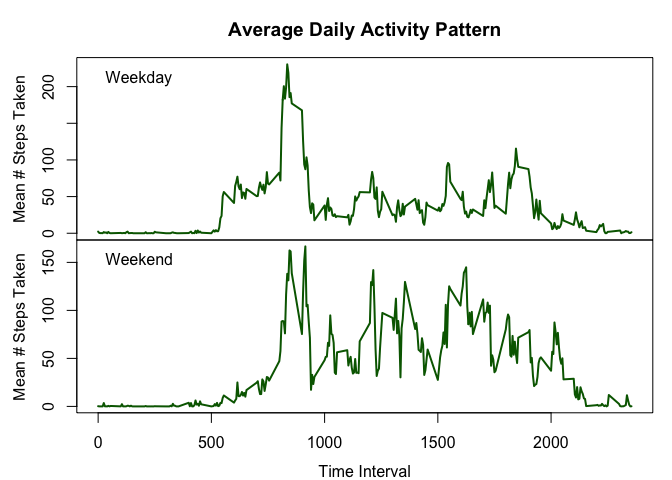 Average Daily Activity Pattern
Mean # Steps Taken
200
100
50
0
Weekday
Mean # Steps Taken
150
100
50
0
Weekend
0 500 1000 1500 2000
Time Interval